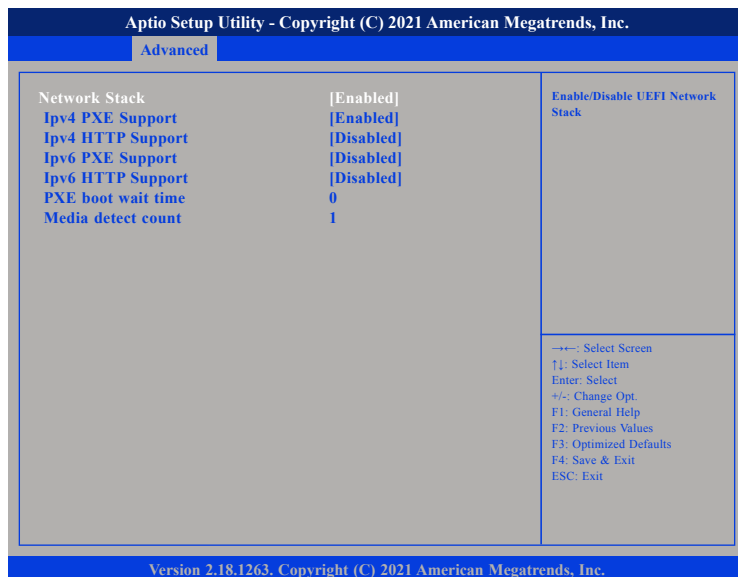 Aptio Setup Utility - Copyright (C) 2021 American Megatrends, Inc.
Advanced
Network Stack [Enabled]
Ipv4 PXE Support [Enabled]
Ipv4 HTTP Support [Disabled]
Ipv6 PXE Support [Disabled]
Ipv6 HTTP Support [Disabled]
PXE boot wait time 0
Media detect count 1
Enable/Disable UEFI Network
Stack
→←: Select Screen
↑↓: Select Item
Enter: Select
+/-: Change Opt.
F1: General Help
F2: Previous Values
F3: Optimized Defaults
F4: Save & Exit
ESC: Exit
Version 2.18.1263. Copyright (C) 2021 American Megatrends, Inc.